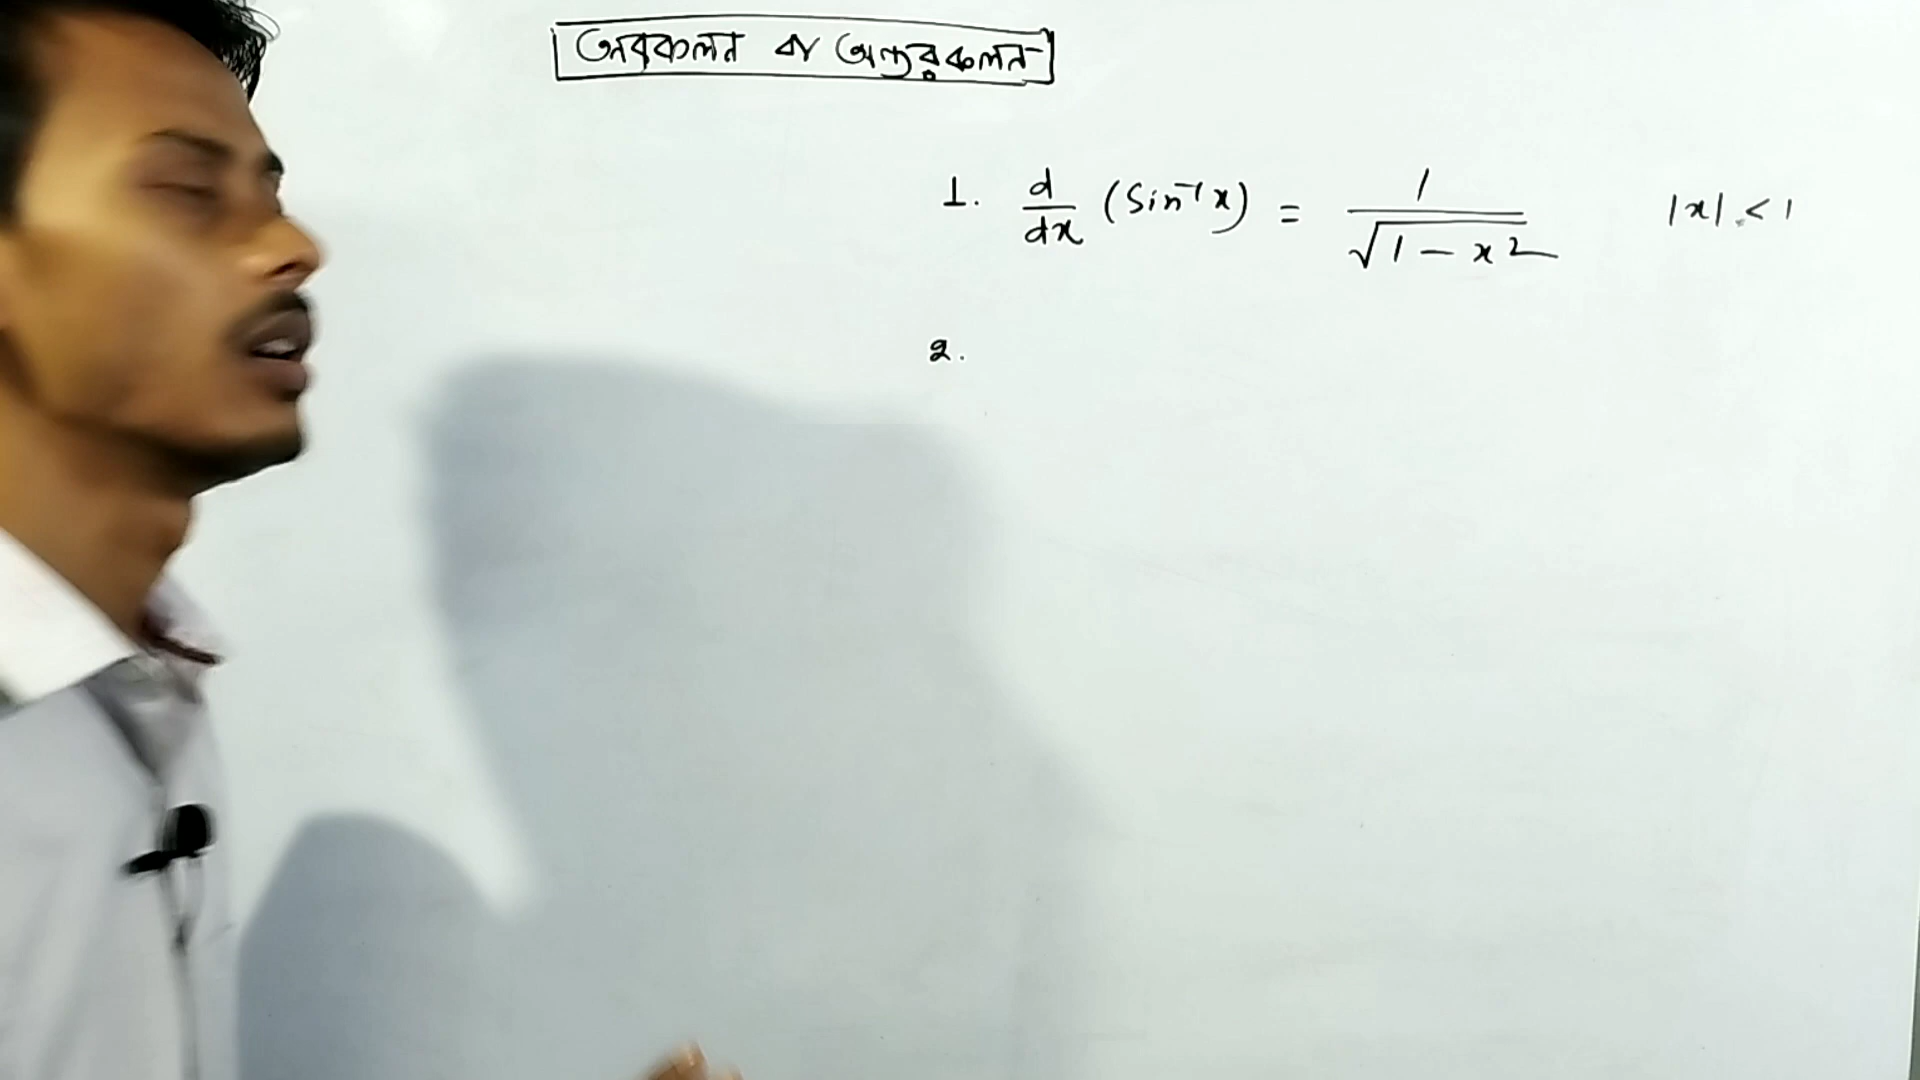 অবকলন বা অন্তরকলন
1. d/dx (Sin⁻¹x) = 1/√(1 - x²) |x| < 1
2.